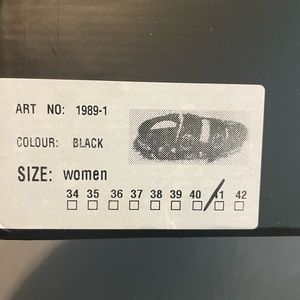 ART NO: 1989-1
COLOUR: BLACK
SIZE: women
34 35 36 37 38 39 40 41 42